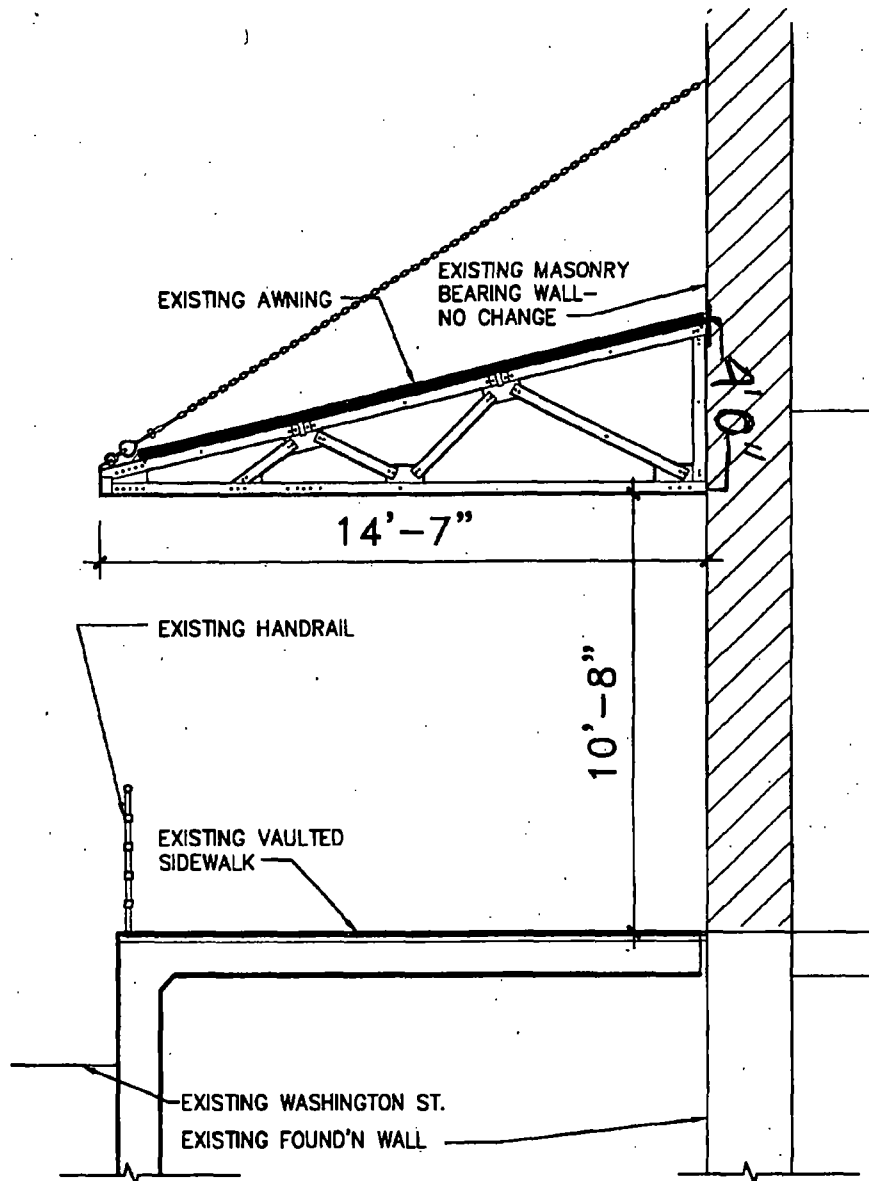 EXISTING AWNING
EXISTING MASONRY
BEARING WALL-
NO CHANGE
4'-0"
14'-7"
EXISTING HANDRAIL
10'-8"
EXISTING VAULTED
SIDEWALK
EXISTING WASHINGTON ST.
EXISTING FOUND'N WALL